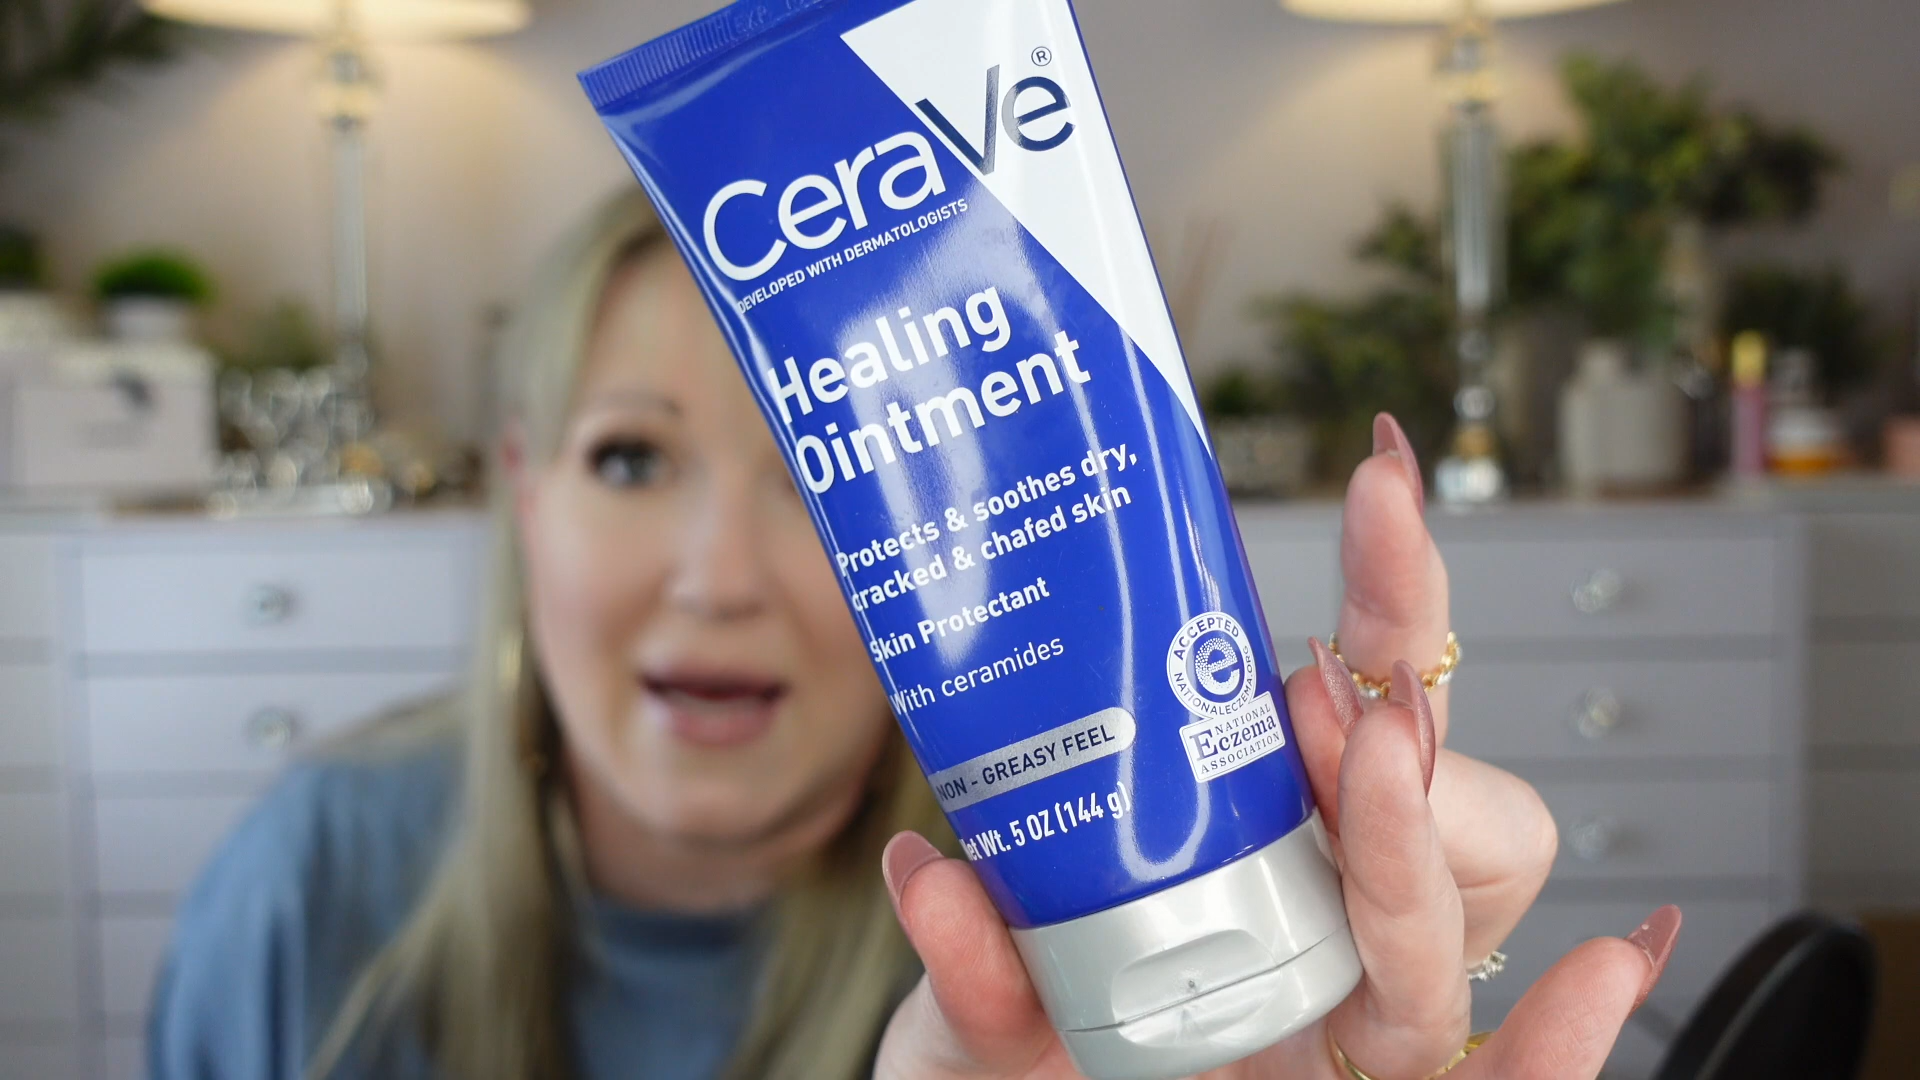 CeraVe®
DEVELOPED WITH DERMATOLOGISTS
Healing
Ointment
Protects & soothes dry,
cracked & chafed skin
Skin Protectant
With ceramides
NON - GREASY FEEL
Net Wt. 5 OZ (144 g)
ACCEPTED
e
NATIONALECZEMA.ORG
NATIONAL
Eczema
ASSOCIATION